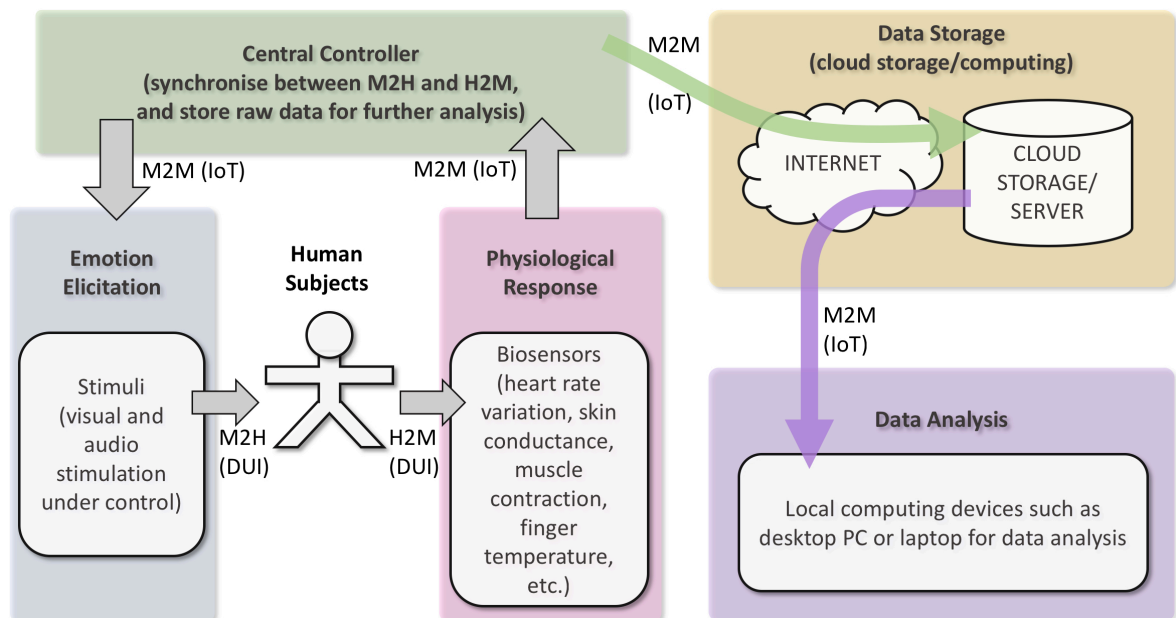 Central Controller
(synchronise between M2H and H2M,
and store raw data for further analysis)
M2M (IoT)
M2M (IoT)
M2M
(IoT)
Data Storage
(cloud storage/computing)
INTERNET
CLOUD
STORAGE/
SERVER
Emotion
Elicitation
Stimuli
(visual and
audio
stimulation
under control)
M2H
(DUI)
Human
Subjects
H2M
(DUI)
Physiological
Response
Biosensors
(heart rate
variation, skin
conductance,
muscle
contraction,
finger
temperature,
etc.)
M2M
(IoT)
Data Analysis
Local computing devices such as
desktop PC or laptop for data analysis